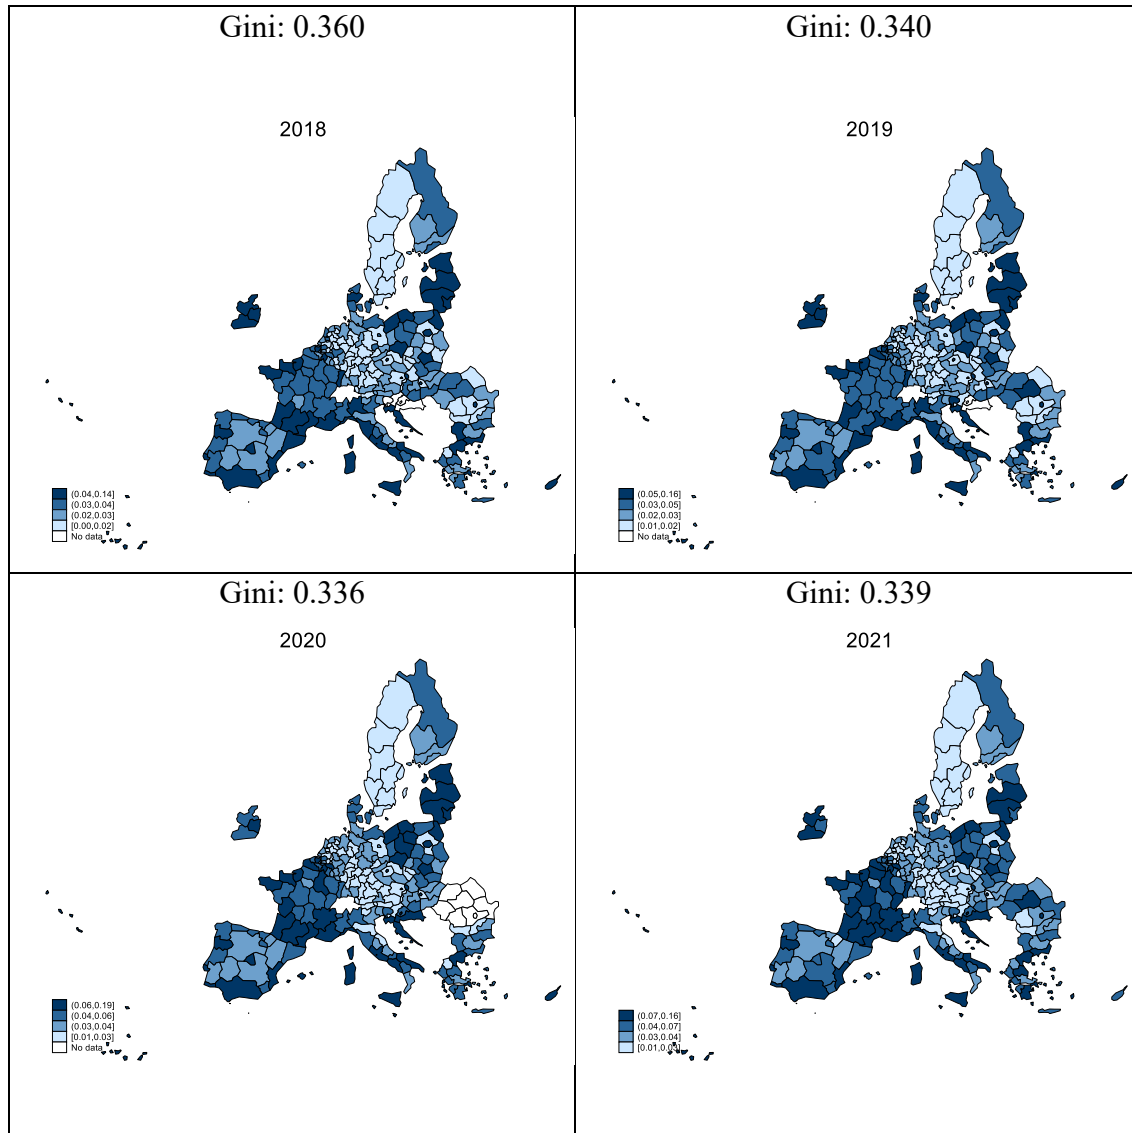 Gini: 0.360
2018
(0.04,0.14]
(0.03,0.04]
(0.02,0.03]
[0.00,0.02]
No data
Gini: 0.340
2019
(0.05,0.16]
(0.03,0.05]
(0.02,0.03]
[0.01,0.02]
No data
Gini: 0.336
2020
(0.06,0.19]
(0.04,0.06]
(0.03,0.04]
[0.01,0.03]
No data
Gini: 0.339
2021
(0.07,0.16]
(0.04,0.07]
(0.03,0.04]
[0.01,0.03]